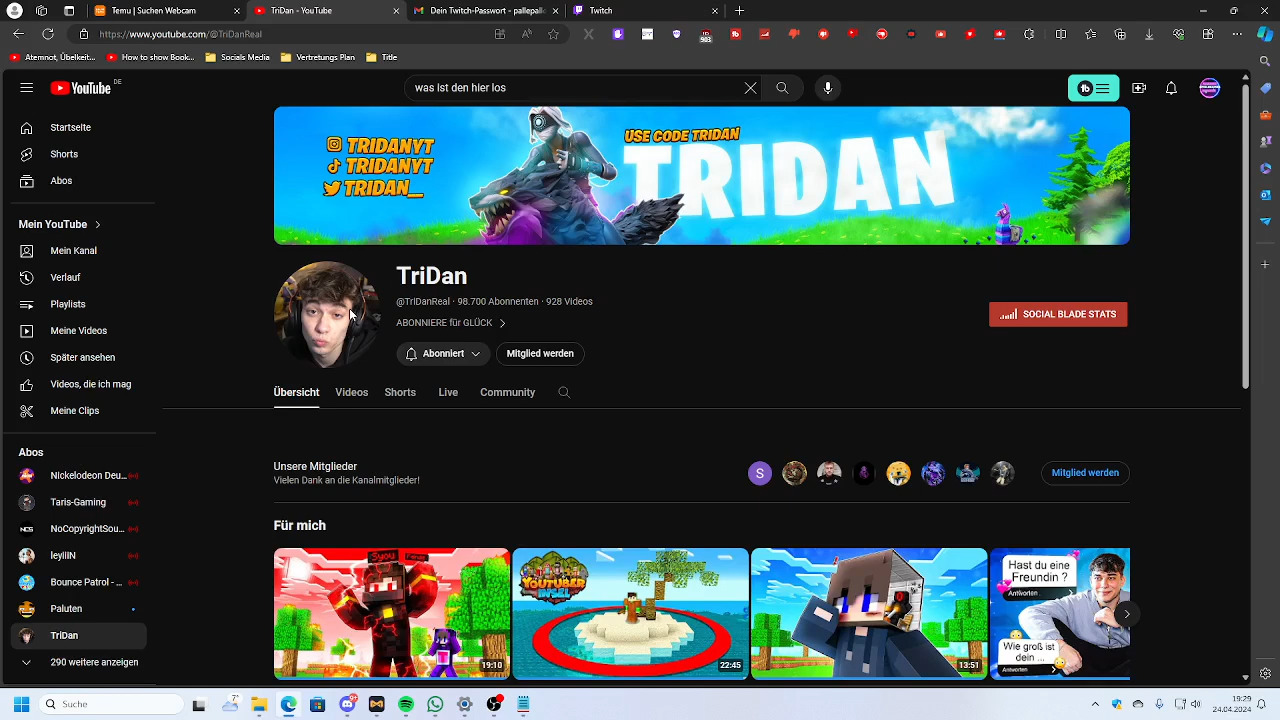 Temu | Suchen Webcam
TriDan - YouTube
Dein Twitch-Passwort - pallepalle
Twitch
https://www.youtube.com/@TriDanReal
Atemnot, Übelkeit...
How to show Book...
Socials Media
Vertretungs Plan
Title
YouTube DE
was ist den hier los
Startseite
Shorts
Abos
Mein YouTube
Mein Kanal
Verlauf
Playlists
Meine Videos
Später ansehen
Videos, die ich mag
Meine Clips
Abos
Nickelodeon Deu...
Taris-Gaming
NoCopyrightSou...
leyliIN
Bounce Patrol - ...
Paluten
TriDan
290 weitere anzeigen
TRIDANYT
TRIDANYT
TRIDAN_
USE CODE TRIDAN
TRIDAN
TriDan
@TriDanReal · 98.700 Abonnenten · 928 Videos
ABONNIERE für GLÜCK
Abonniert
Mitglied werden
SOCIAL BLADE STATS
Übersicht
Videos
Shorts
Live
Community
Unsere Mitglieder
Vielen Dank an die Kanalmitglieder!
S
Mitglied werden
Für mich
19:10
YOUTUBER
INSEL
22:45
13:51
Hast du eine
Freundin ?
Antworten
Wie groß ist
dein ...
Antworten
Suche
7°
19:29
24.04.2024